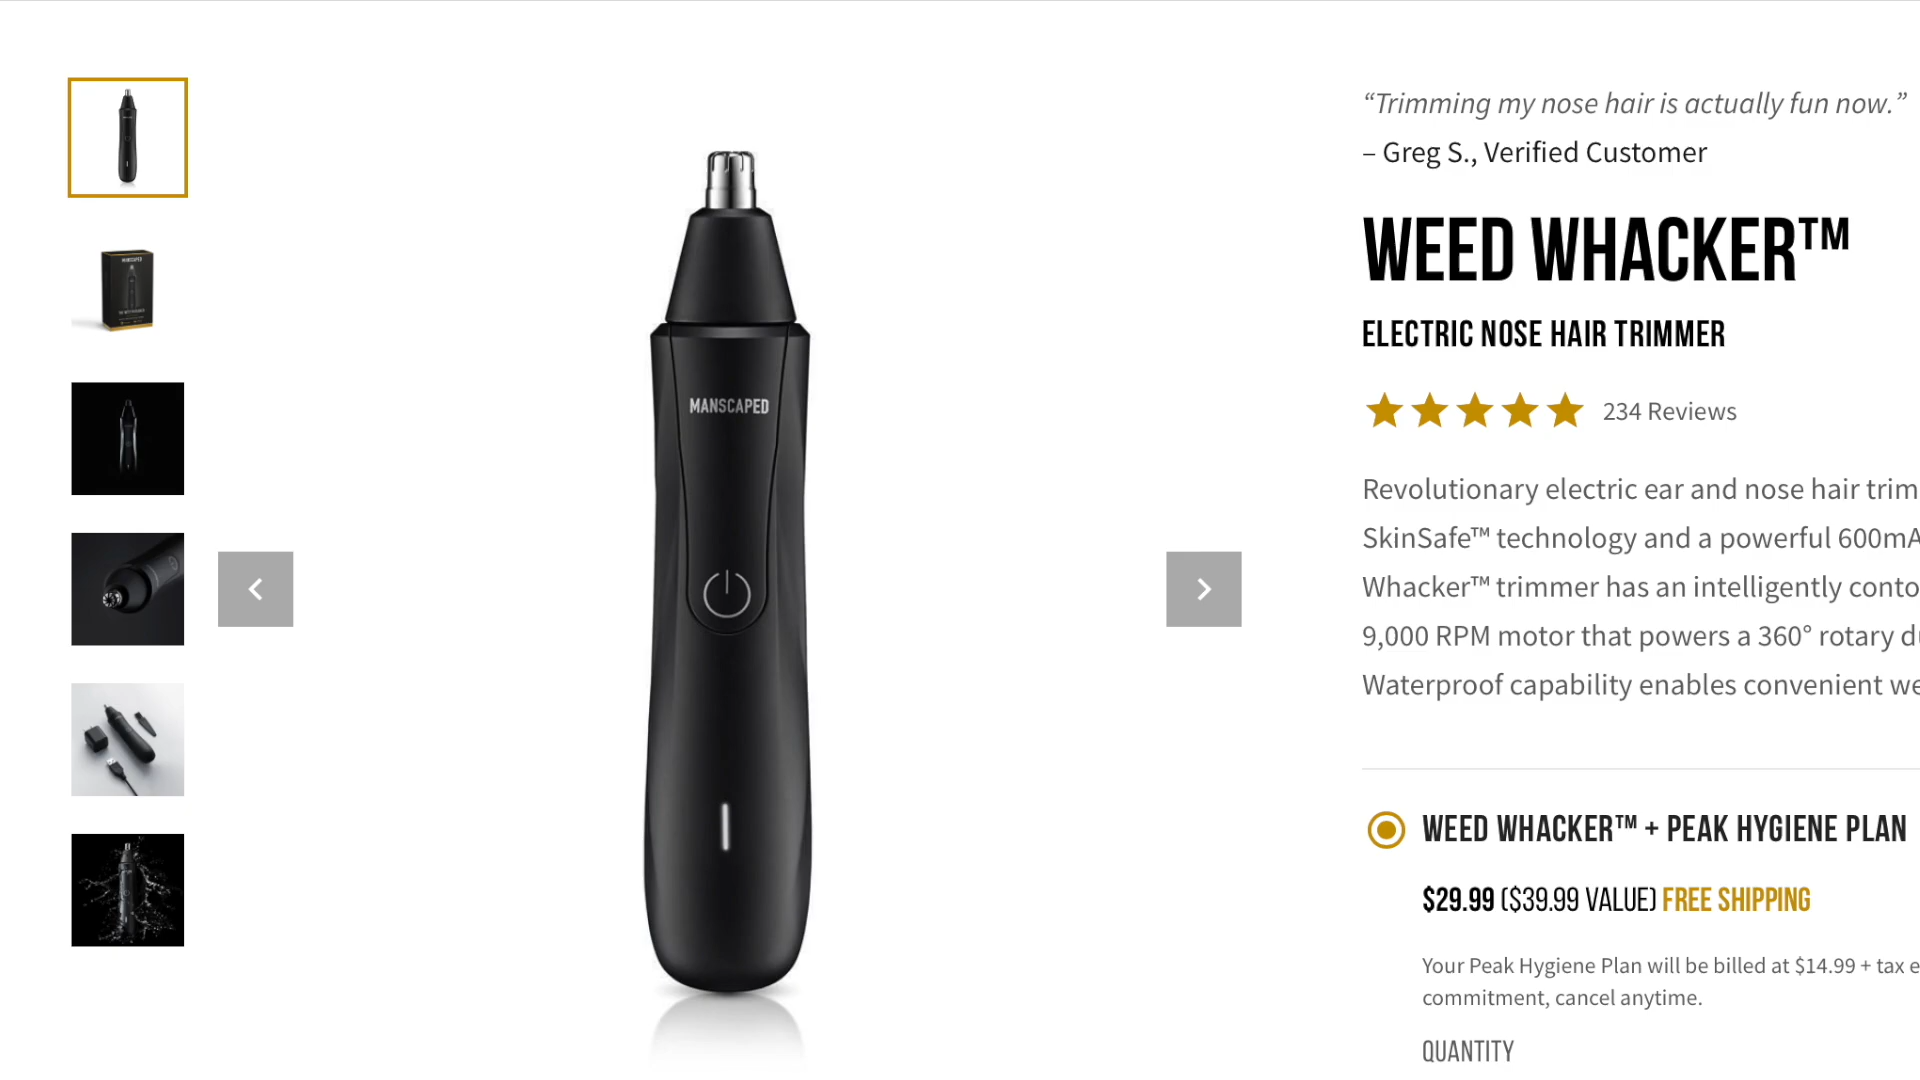 “Trimming my nose hair is actually fun now.”
– Greg S., Verified Customer
WEED WHACKER™
ELECTRIC NOSE HAIR TRIMMER
234 Reviews
Revolutionary electric ear and nose hair trim
SkinSafe™ technology and a powerful 600mA
Whacker™ trimmer has an intelligently conto
9,000 RPM motor that powers a 360° rotary du
Waterproof capability enables convenient we
WEED WHACKER™ + PEAK HYGIENE PLAN
$29.99 ($39.99 VALUE) FREE SHIPPING
Your Peak Hygiene Plan will be billed at $14.99 + tax e
commitment, cancel anytime.
QUANTITY
MANSCAPED
MANSCAPED